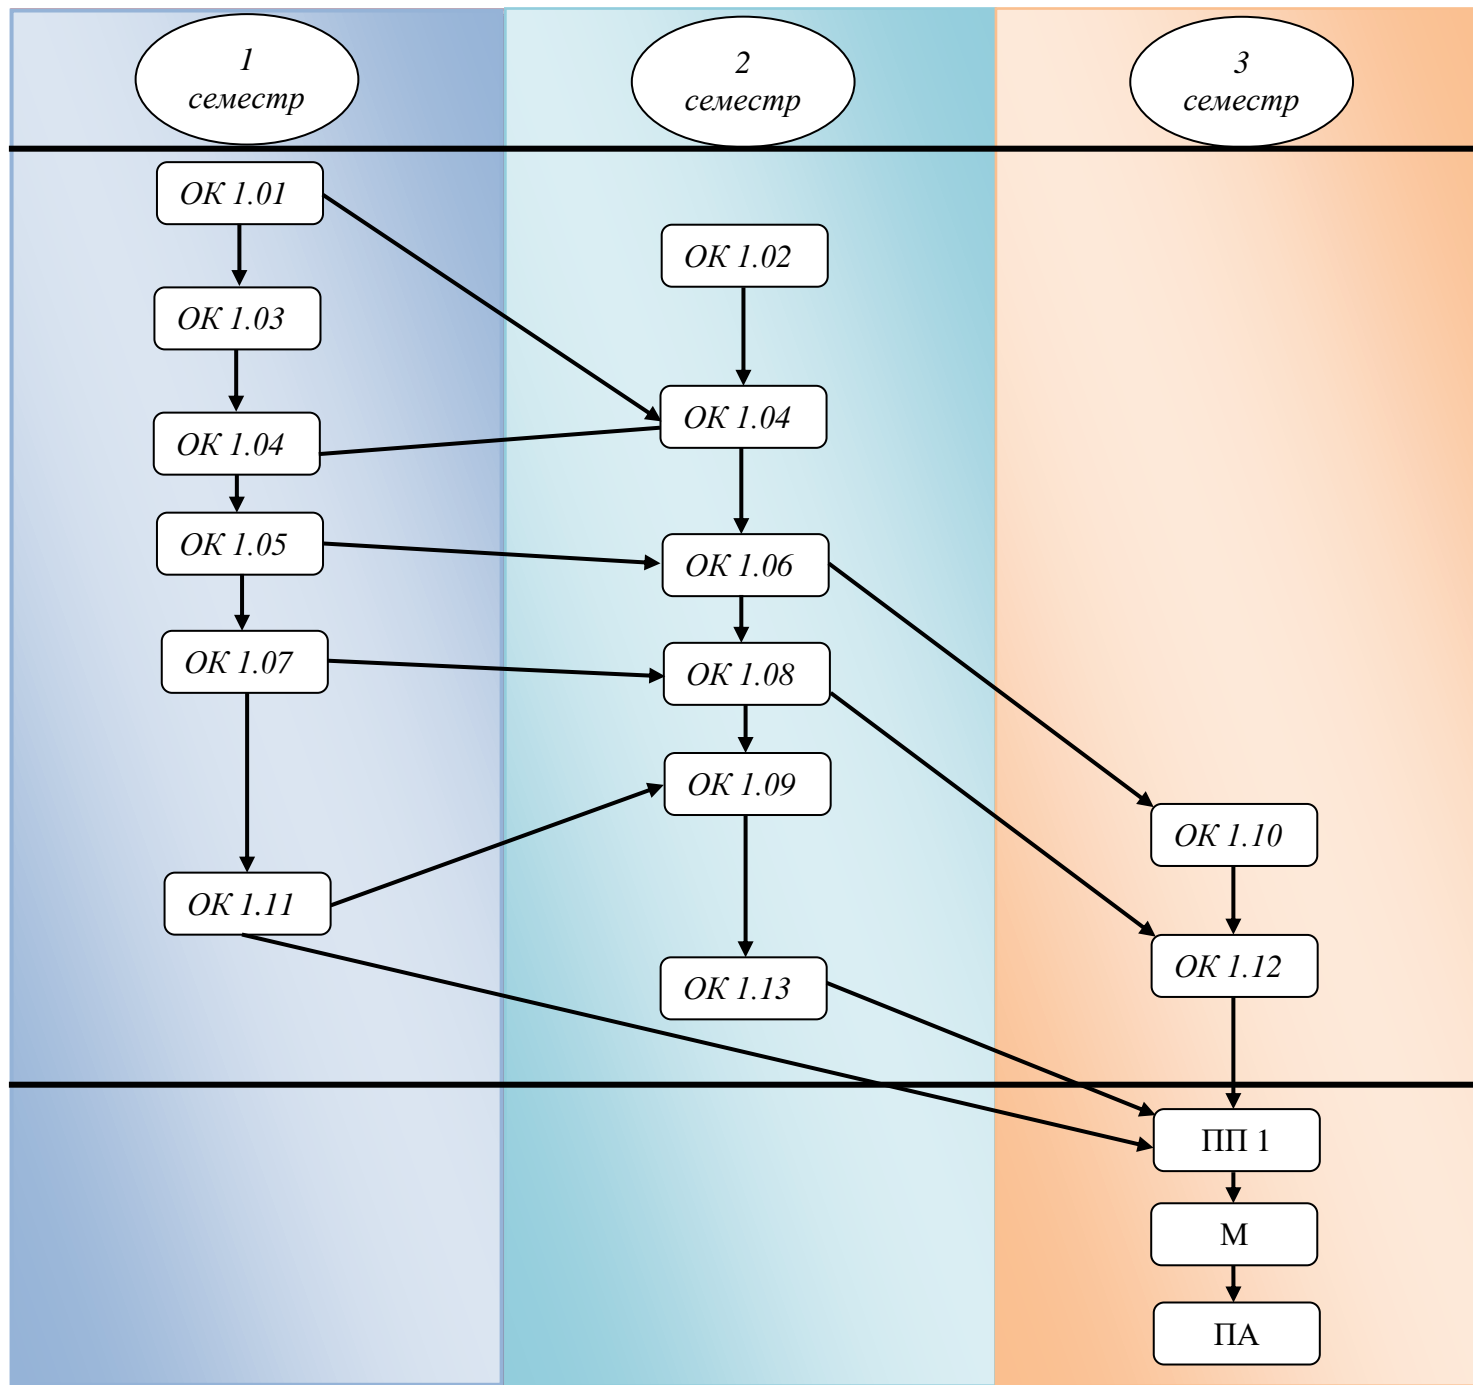 1
семестр
2
семестр
3
семестр
ОК 1.01
ОК 1.03
ОК 1.04
ОК 1.05
ОК 1.07
ОК 1.11
ОК 1.02
ОК 1.04
ОК 1.06
ОК 1.08
ОК 1.09
ОК 1.13
ОК 1.10
ОК 1.12
ПП 1
М
ПА